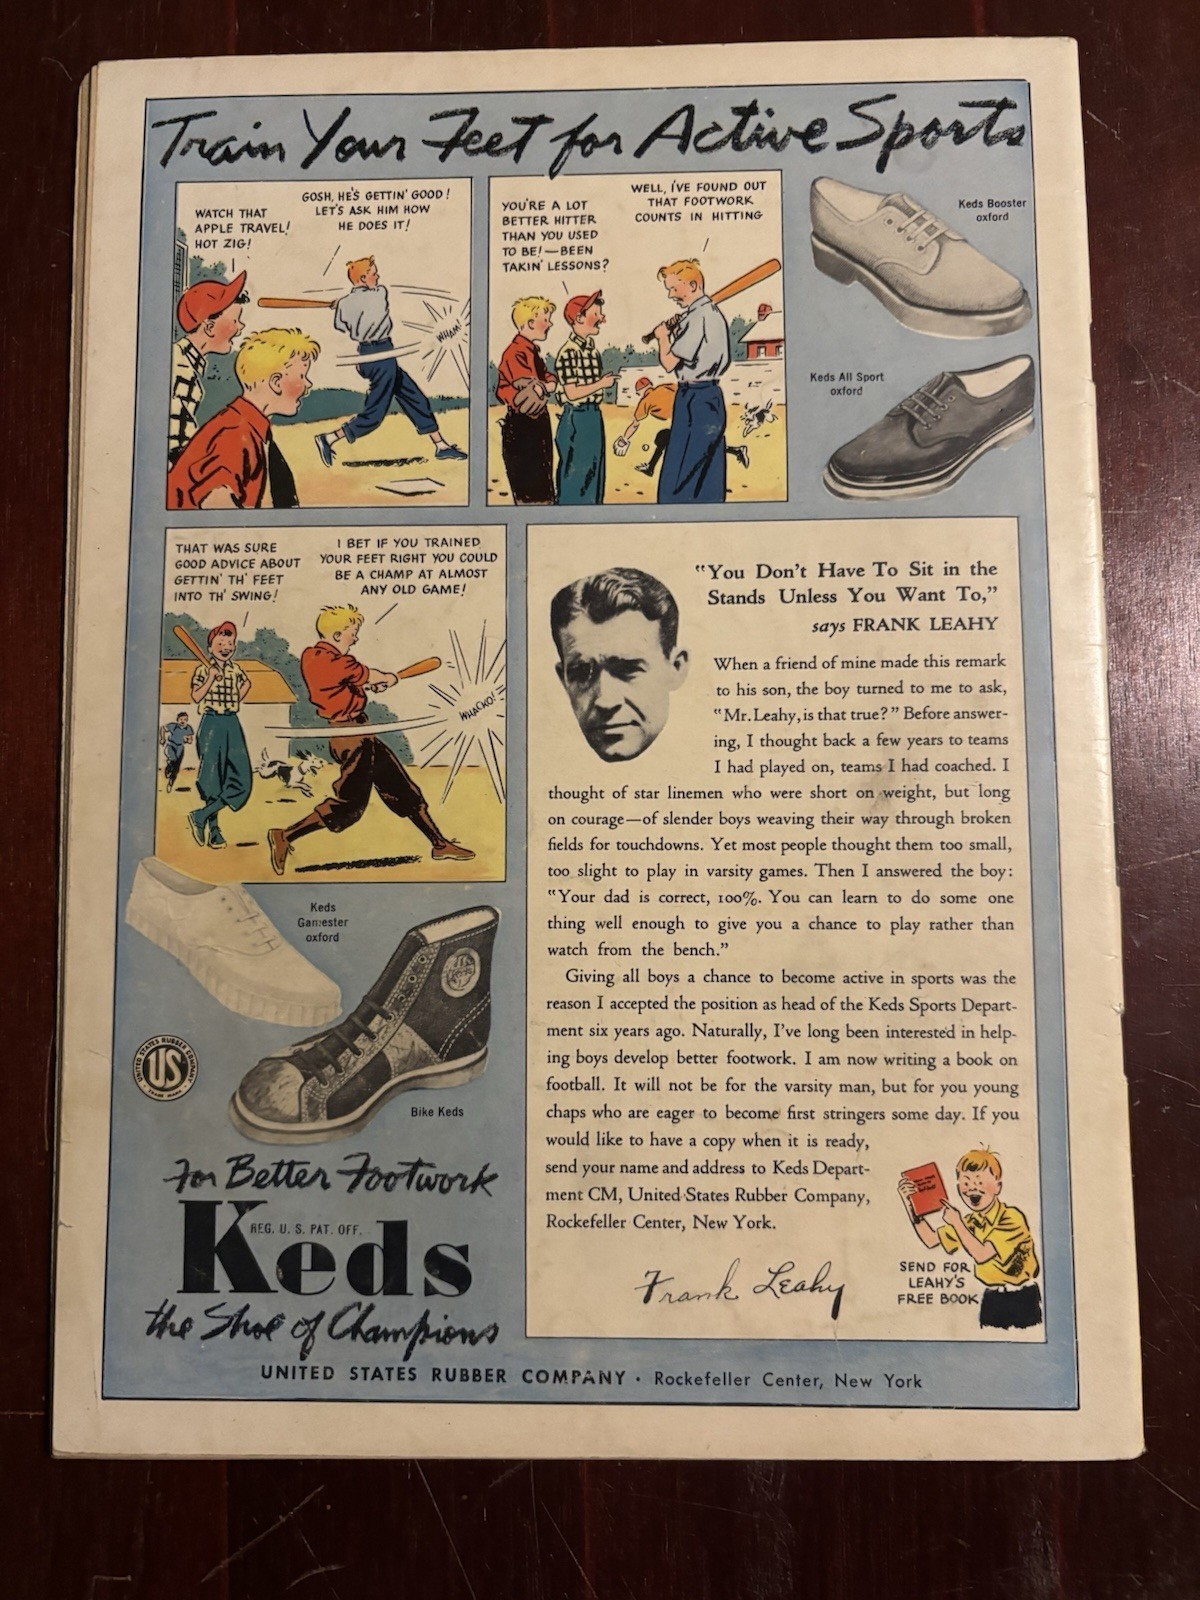 Train Your Feet for Active Sports
WATCH THAT
APPLE TRAVEL!
HOT ZIG!
GOSH, HE'S GETTIN' GOOD!
LET'S ASK HIM HOW
HE DOES IT!
WHAM!
YOU'RE A LOT
BETTER HITTER
THAN YOU USED
TO BE!—BEEN
TAKIN' LESSONS?
WELL, I'VE FOUND OUT
THAT FOOTWORK
COUNTS IN HITTING
Keds Booster
oxford
Keds All Sport
oxford
THAT WAS SURE
GOOD ADVICE ABOUT
GETTIN' TH' FEET
INTO TH' SWING!
I BET IF YOU TRAINED
YOUR FEET RIGHT YOU COULD
BE A CHAMP AT ALMOST
ANY OLD GAME!
WHACKO!
"You Don't Have To Sit in the
Stands Unless You Want To,"
says FRANK LEAHY
When a friend of mine made this remark
to his son, the boy turned to me to ask,
"Mr. Leahy, is that true?" Before answer-
ing, I thought back a few years to teams
I had played on, teams I had coached. I
thought of star linemen who were short on weight, but long
on courage—of slender boys weaving their way through broken
fields for touchdowns. Yet most people thought them too small,
too slight to play in varsity games. Then I answered the boy:
"Your dad is correct, 100%. You can learn to do some one
thing well enough to give you a chance to play rather than
watch from the bench."
Giving all boys a chance to become active in sports was the
reason I accepted the position as head of the Keds Sports Depart-
ment six years ago. Naturally, I've long been interested in help-
ing boys develop better footwork. I am now writing a book on
football. It will not be for the varsity man, but for you young
chaps who are eager to become first stringers some day. If you
would like to have a copy when it is ready,
send your name and address to Keds Depart-
ment CM, United States Rubber Company,
Rockefeller Center, New York.
Frank Leahy
SEND FOR
LEAHY'S
FREE BOOK
Keds
Gamester
oxford
Bike Keds
UNITED STATES RUBBER COMPANY
US
TRADE MARK
For Better Footwork
REG. U. S. PAT. OFF.
Keds
the Shoe of Champions
UNITED STATES RUBBER COMPANY • Rockefeller Center, New York